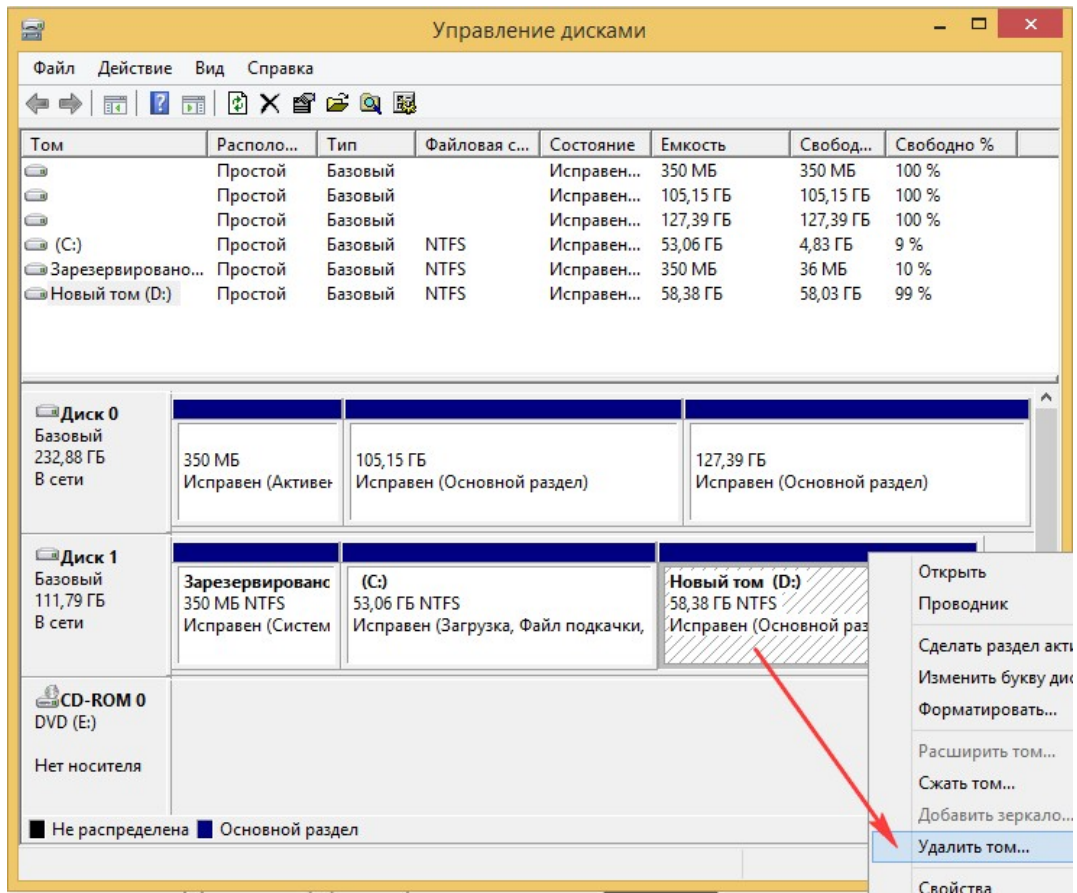 Управление дисками
Файл Действие Вид Справка
Том Располо... Тип Файловая с... Состояние Емкость Свобод... Свободно %
Простой Базовый Исправен... 350 МБ 350 МБ 100 %
Простой Базовый Исправен... 105,15 ГБ 105,15 ГБ 100 %
Простой Базовый Исправен... 127,39 ГБ 127,39 ГБ 100 %
(C:) Простой Базовый NTFS Исправен... 53,06 ГБ 4,83 ГБ 9 %
Зарезервировано... Простой Базовый NTFS Исправен... 350 МБ 36 МБ 10 %
Новый том (D:) Простой Базовый NTFS Исправен... 58,38 ГБ 58,03 ГБ 99 %
Диск 0
Базовый
232,88 ГБ
В сети
350 МБ
Исправен (Активен
105,15 ГБ
Исправен (Основной раздел)
127,39 ГБ
Исправен (Основной раздел)
Диск 1
Базовый
111,79 ГБ
В сети
Зарезервировано
350 МБ NTFS
Исправен (Систем
(C:)
53,06 ГБ NTFS
Исправен (Загрузка, Файл подкачки,
Новый том (D:)
58,38 ГБ NTFS
Исправен (Основной раз
CD-ROM 0
DVD (E:)
Нет носителя
Не распределена Основной раздел
Открыть
Проводник
Сделать раздел акти
Изменить букву дис
Форматировать...
Расширить том...
Сжать том...
Добавить зеркало...
Удалить том...
Свойства